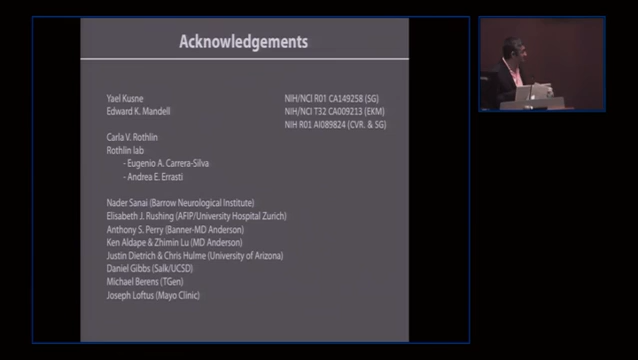 Acknowledgements
Yael Kusne
Edward K. Mandell
Carla V. Rothlin
Rothlin lab
- Eugenio A. Carrera-Silva
- Andrea E. Errasti
Nader Sanai (Barrow Neurological Institute)
Elisabeth J. Rushing (AFIP/University Hospital Zurich)
Anthony S. Perry (Banner-MD Anderson)
Ken Aldape & Zhimin Lu (MD Anderson)
Justin Dietrich & Chris Hulme (University of Arizona)
Daniel Gibbs (Salk/UCSD)
Michael Berens (TGen)
Joseph Loftus (Mayo Clinic)
NIH/NCI R01 CA149258 (SG)
NIH/NCI T32 CA009213 (EKM)
NIH R01 AI089824 (CVR. & SG)